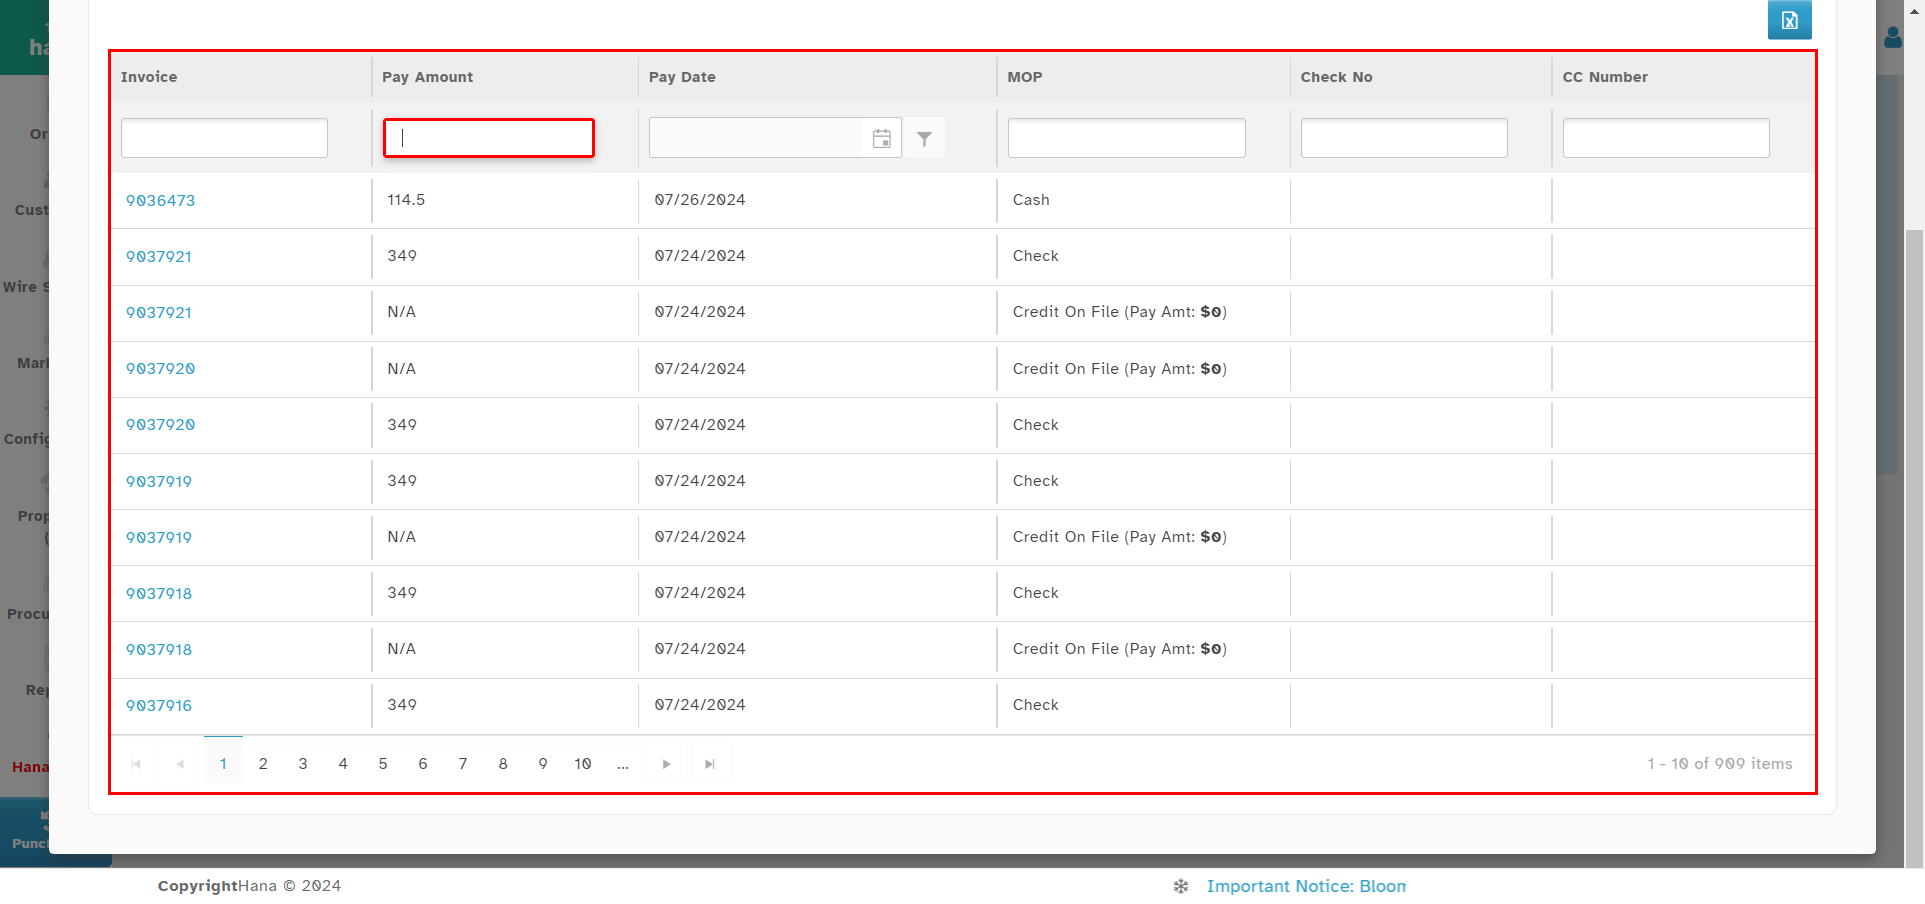 ha
Invoice Pay Amount Pay Date MOP Check No CC Number
9036473 114.5 07/26/2024 Cash
9037921 349 07/24/2024 Check
9037921 N/A 07/24/2024 Credit On File (Pay Amt: $0)
9037920 N/A 07/24/2024 Credit On File (Pay Amt: $0)
9037920 349 07/24/2024 Check
9037919 349 07/24/2024 Check
9037919 N/A 07/24/2024 Credit On File (Pay Amt: $0)
9037918 349 07/24/2024 Check
9037918 N/A 07/24/2024 Credit On File (Pay Amt: $0)
9037916 349 07/24/2024 Check
1 2 3 4 5 6 7 8 9 10 ... 1 - 10 of 909 items
Or
Cust
Wire S
Mark
Config
Prop
(
Procu
Rep
Hana
Punc
CopyrightHana © 2024
Important Notice: Bloom